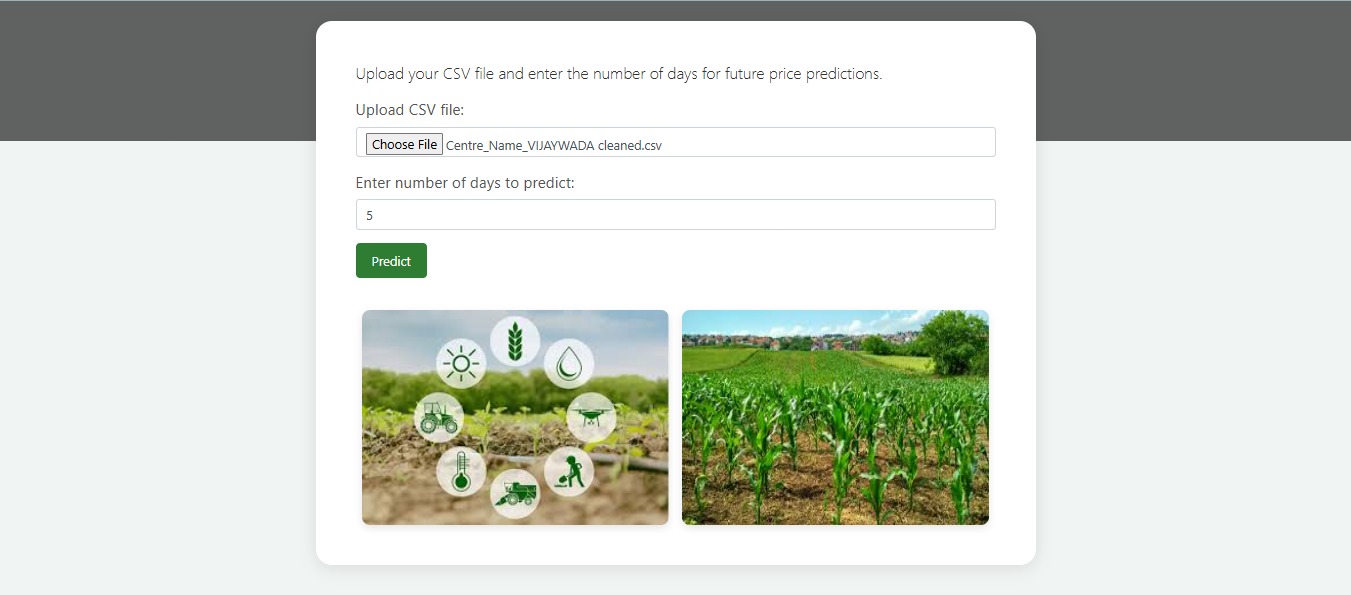 Upload your CSV file and enter the number of days for future price predictions.
Upload CSV file:
Choose File Centre_Name_VIJAYWADA cleaned.csv
Enter number of days to predict:
5
Predict